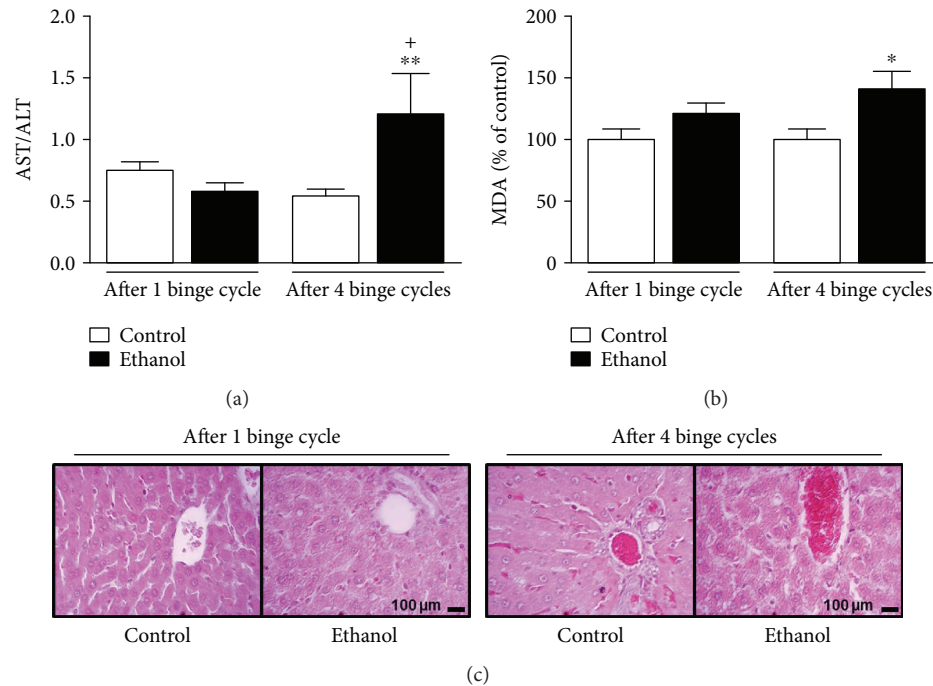 2.0
1.5
1.0
0.5
0.0
AST/ALT
+
**
After 1 binge cycle
After 4 binge cycles
Control
Ethanol
(a)
200
150
100
50
0
MDA (% of control)
*
After 1 binge cycle
After 4 binge cycles
Control
Ethanol
(b)
After 1 binge cycle
After 4 binge cycles
100 µm
100 µm
Control
Ethanol
Control
Ethanol
(c)